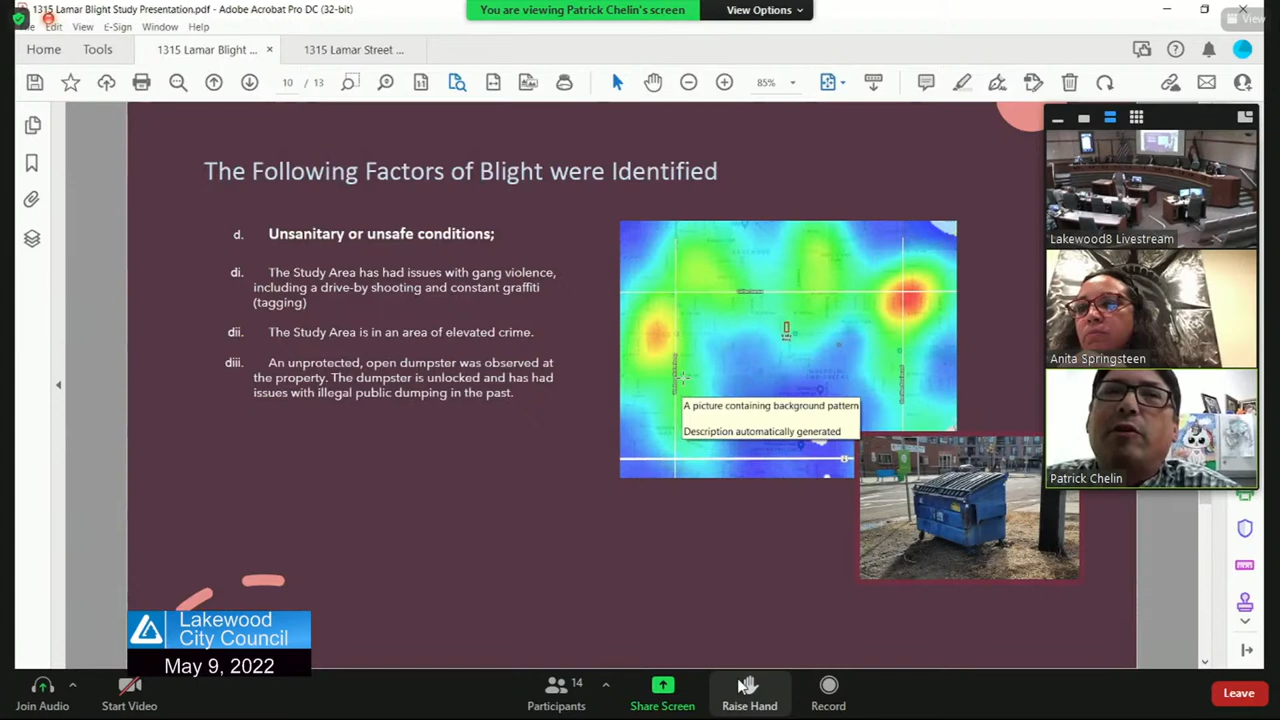 1315 Lamar Blight Study Presentation.pdf - Adobe Acrobat Pro DC (32-bit)
You are viewing Patrick Chelin's screen
View Options
View
File Edit View E-Sign Window Help
Home Tools 1315 Lamar Blight ... × 1315 Lamar Street ...
10 / 13
85%
The Following Factors of Blight were Identified
d. Unsanitary or unsafe conditions;
di. The Study Area has had issues with gang violence,
including a drive-by shooting and constant graffiti
(tagging)
dii. The Study Area is in an area of elevated crime.
diii. An unprotected, open dumpster was observed at
the property. The dumpster is unlocked and has had
issues with illegal public dumping in the past.
A picture containing background pattern
Description automatically generated
Lakewood8 Livestream
Anita Springsteen
Patrick Chelin
Lakewood
City Council
May 9, 2022
Join Audio
Start Video
14
Participants
Share Screen
Raise Hand
Record
Leave